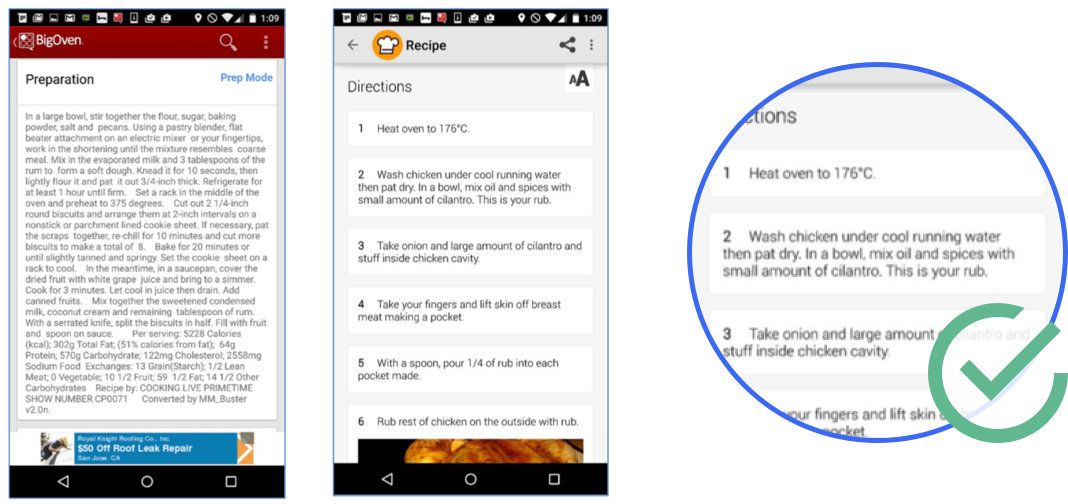 1:09
BigOven
Preparation
Prep Mode
In a large bowl, stir together the flour, sugar, baking
powder, salt and pecans. Using a pastry blender, flat
beater attachment on an electric mixer or your fingertips,
work in the shortening until the mixture resembles coarse
meal. Mix in the evaporated milk and 3 tablespoons of the
rum to form a soft dough. Knead it for 10 seconds, then
lightly flour it and pat it out 3/4-inch thick. Refrigerate for
at least 1 hour until firm. Set a rack in the middle of the
oven and preheat to 375 degrees. Cut out 2 1/4-inch
round biscuits and arrange them at 2-inch intervals on a
nonstick or parchment lined cookie sheet. If necessary, pat
the scraps together, re-chill for 10 minutes and cut more
biscuits to make a total of 8. Bake for 20 minutes or
until slightly tanned and springy. Set the cookie sheet on a
rack to cool. In the meantime, in a saucepan, cover the
dried fruit with white grape juice and bring to a simmer.
Cook for 3 minutes. Let cool in juice then drain. Add
canned fruits. Mix together the sweetened condensed
milk, coconut cream and remaining tablespoon of rum.
With a serrated knife, split the biscuits in half. Fill with fruit
and spoon on sauce. Per serving: 5228 Calories
(kcal); 302g Total Fat; (51% calories from fat); 64g
Protein; 570g Carbohydrate; 122mg Cholesterol; 2558mg
Sodium Food Exchanges: 13 Grain(Starch); 1/2 Lean
Meat; 0 Vegetable; 10 1/2 Fruit; 59 1/2 Fat; 14 1/2 Other
Carbohydrates Recipe by: COOKING LIVE PRIMETIME
SHOW NUMBER CP0071 Converted by MM_Buster
v2.0n.
Royal Knight Roofing Co., Inc.
$50 Off Roof Leak Repair
San Jose, CA
1:09
Recipe
AA
Directions
1 Heat oven to 176°C.
2 Wash chicken under cool running water
then pat dry. In a bowl, mix oil and spices with
small amount of cilantro. This is your rub.
3 Take onion and large amount of cilantro and
stuff inside chicken cavity.
4 Take your fingers and lift skin off breast
meat making a pocket.
5 With a spoon, pour 1/4 of rub into each
pocket made.
6 Rub rest of chicken on the outside with rub.
ctions
1 Heat oven to 176°C.
2 Wash chicken under cool running water
then pat dry. In a bowl, mix oil and spices with
small amount of cilantro. This is your rub.
3 Take onion and large amount of cilantro and
stuff inside chicken cavity.
your fingers and lift skin
pocket